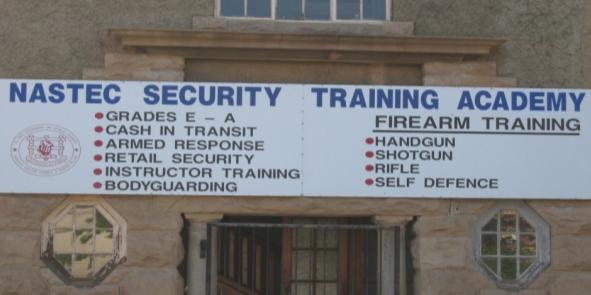 NASTEC SECURITY TRAINING ACADEMY
GRADES E – A
CASH IN TRANSIT
ARMED RESPONSE
RETAIL SECURITY
INSTRUCTOR TRAINING
BODYGUARDING
FIREARM TRAINING
HANDGUN
SHOTGUN
RIFLE
SELF DEFENCE